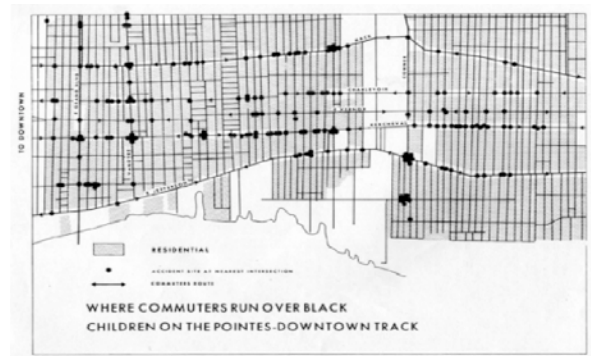 MACK
CONNER
CHARLEVOIX
KERCHEVAL
E. JEFFERSON
TO DOWNTOWN
RESIDENTIAL
ACCIDENT SITE AT NEAREST INTERSECTION
COMMUTERS ROUTE
WHERE COMMUTERS RUN OVER BLACK
CHILDREN ON THE POINTES-DOWNTOWN TRACK